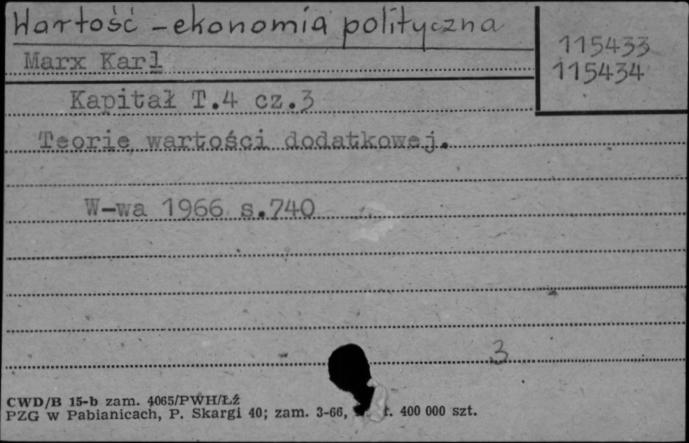 Wartość – ekonomia polityczna
115433
115434
Marx Karl
Kapitał T.4 cz.3
Teorie wartości dodatkowej.
W-wa 1966 s.740
3
CWD/B 15-b zam. 4065/PWH/Łż
PZG w Pabianicach, P. Skargi 40; zam. 3-66, t. 400 000 szt.